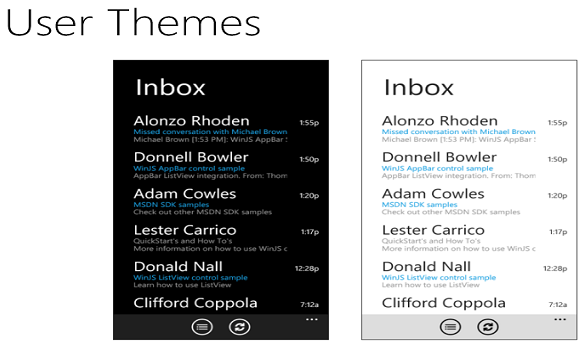 User Themes
Inbox
Alonzo Rhoden 1:55p
Missed conversation with Michael Brown
Michael Brown [1:53 PM]: WinJS AppBar
Donnell Bowler 1:50p
WinJS AppBar control sample
AppBar ListView integration. From: Thom
Adam Cowles 1:20p
MSDN SDK samples
Check out other MSDN SDK samples
Lester Carrico 1:17p
QuickStart's and How To's
More information on how to use WinJS c
Donald Nall 12:28p
WinJS ListView control sample
Learn how to use ListView
Clifford Coppola 7:12a
...
Inbox
Alonzo Rhoden 1:55p
Missed conversation with Michael Brown
Michael Brown [1:53 PM]: WinJS AppBar
Donnell Bowler 1:50p
WinJS AppBar control sample
AppBar ListView integration. From: Thom
Adam Cowles 1:20p
MSDN SDK samples
Check out other MSDN SDK samples
Lester Carrico 1:17p
QuickStart's and How To's
More information on how to use WinJS c
Donald Nall 12:28p
WinJS ListView control sample
Learn how to use ListView
Clifford Coppola 7:12a
...